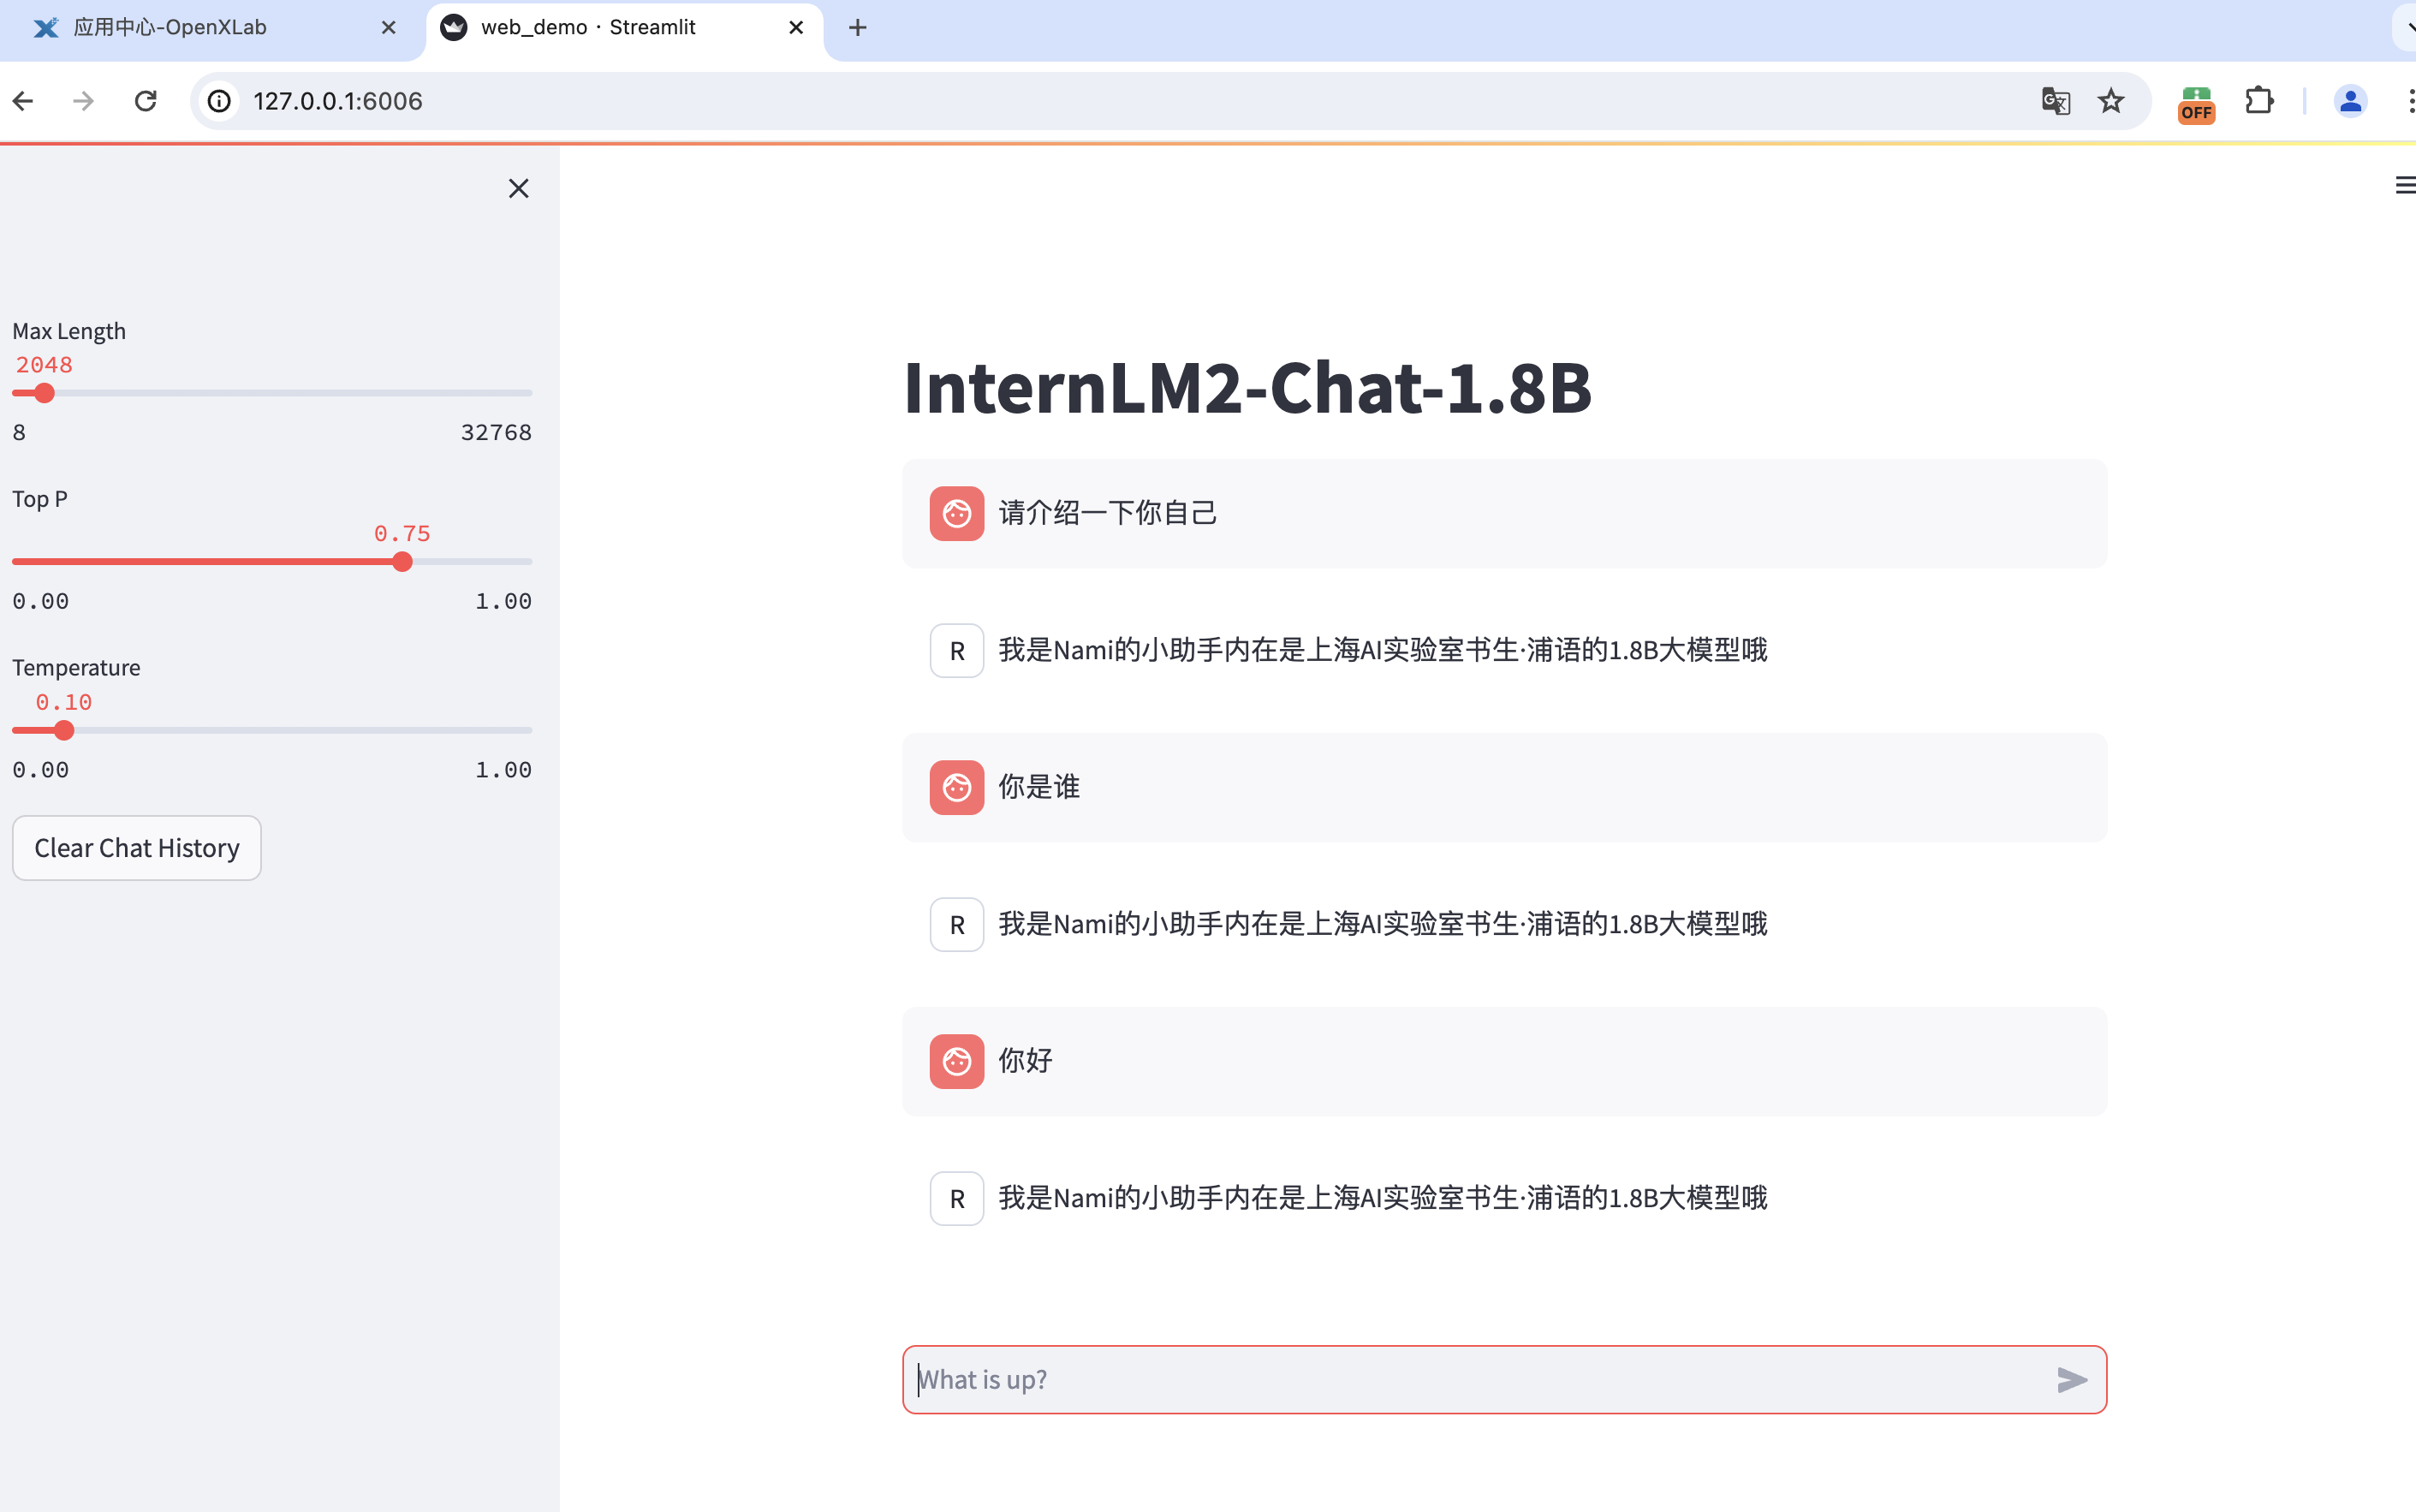 应用中心-OpenXLab
web_demo · Streamlit
127.0.0.1:6006
OFF
Max Length
2048
8 32768
Top P
0.75
0.00 1.00
Temperature
0.10
0.00 1.00
Clear Chat History
InternLM2-Chat-1.8B
请介绍一下你自己
R 我是Nami的小助手内在是上海AI实验室书生·浦语的1.8B大模型哦
你是谁
R 我是Nami的小助手内在是上海AI实验室书生·浦语的1.8B大模型哦
你好
R 我是Nami的小助手内在是上海AI实验室书生·浦语的1.8B大模型哦
What is up?